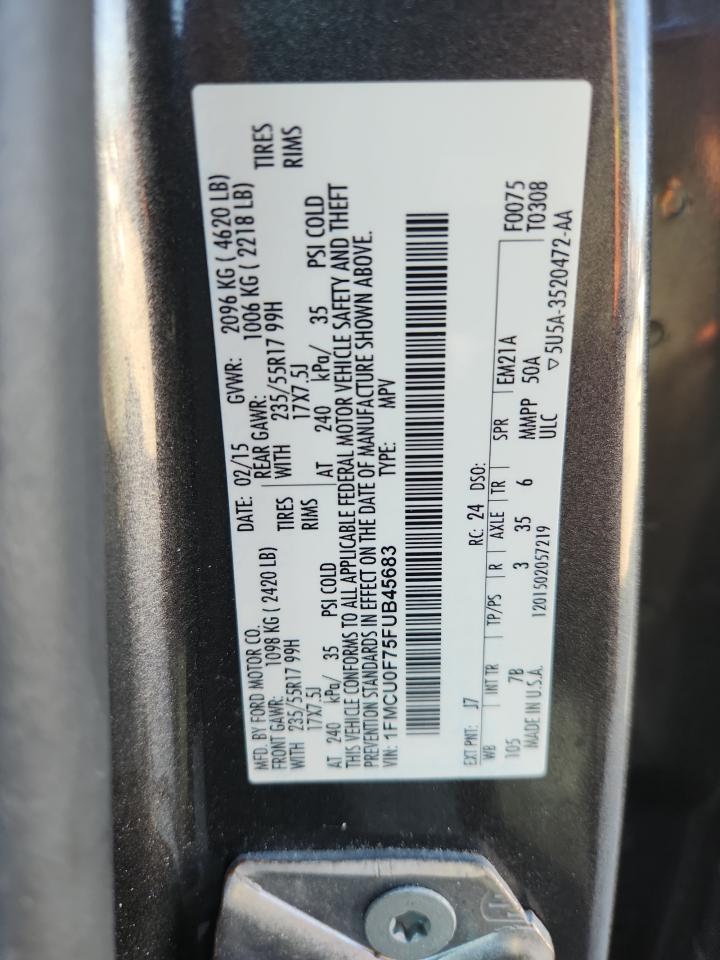 MFD. BY FORD MOTOR CO. DATE: 02/15 GVWR: 2096 KG ( 4620 LB)
FRONT GAWR: 1098 KG ( 2420 LB) REAR GAWR: 1006 KG ( 2218 LB)
WITH 235/55R17 99H TIRES WITH 235/55R17 99H TIRES
17X7.5J RIMS 17X7.5J RIMS
AT 240 kPa/ 35 PSI COLD AT 240 kPa/ 35 PSI COLD
THIS VEHICLE CONFORMS TO ALL APPLICABLE FEDERAL MOTOR VEHICLE SAFETY AND THEFT
PREVENTION STANDARDS IN EFFECT ON THE DATE OF MANUFACTURE SHOWN ABOVE.
VIN: 1FMCU0F75FUB45683 TYPE: MPV
EXT PNT: J7 RC: 24 DSO:
WB INT TR TP/PS R AXLE TR SPR EM21A F0075
105 7B 3 35 6 MMPP 50A T0308
MADE IN U.S.A. 1201502057219 ULC ▽5U5A-3520472-AA